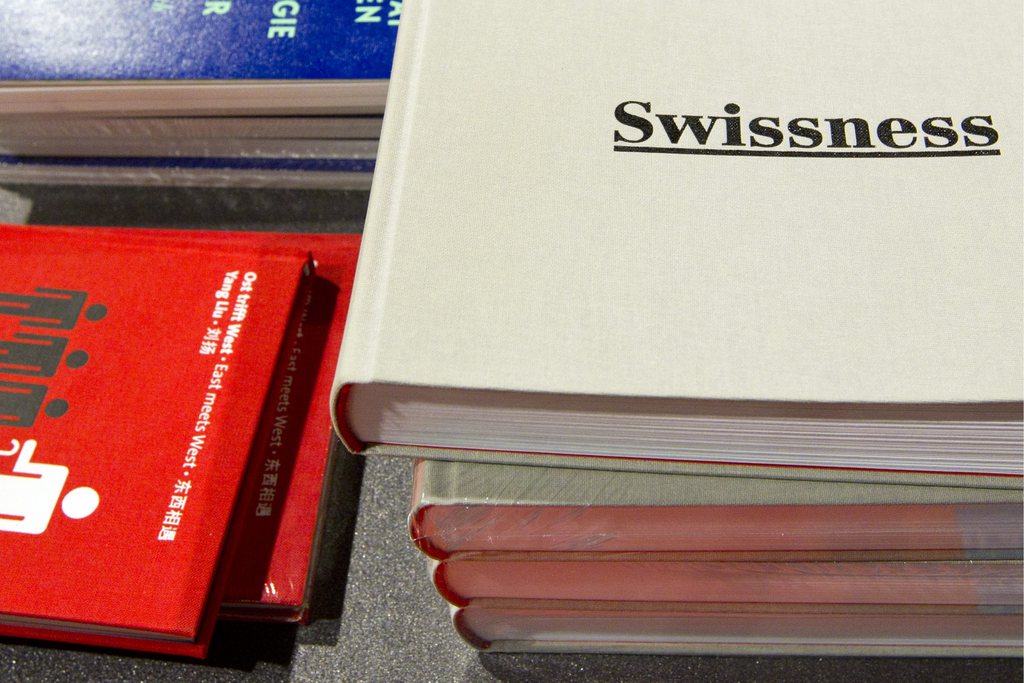 Swissness
Ost trifft West · East meets West · 东西相遇
Yang Liu · 刘扬
East meets West · 东西相遇
GIE
R
EN